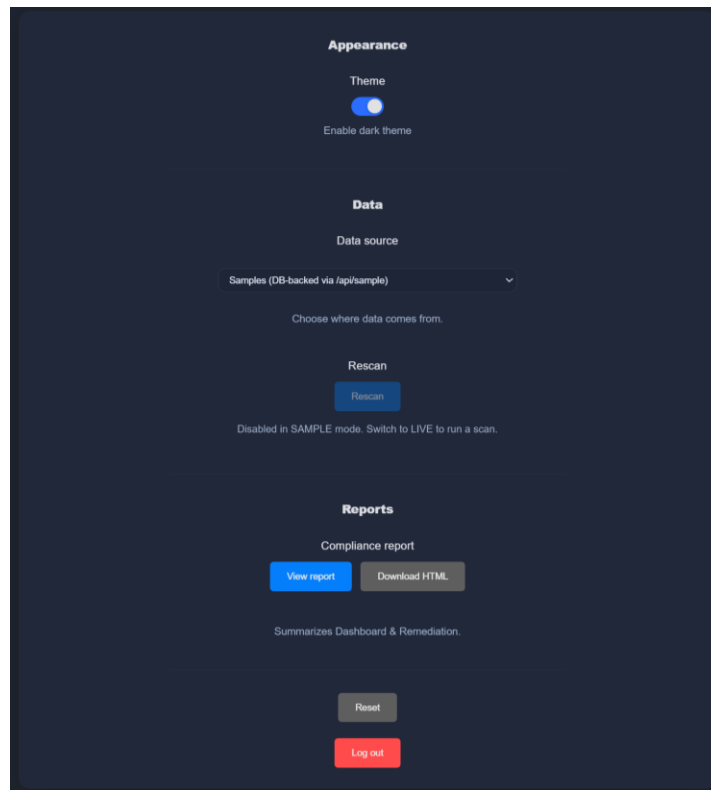 Appearance
Theme
Enable dark theme
Data
Data source
Samples (DB-backed via /api/sample)
Choose where data comes from.
Rescan
Rescan
Disabled in SAMPLE mode. Switch to LIVE to run a scan.
Reports
Compliance report
View report Download HTML
Summarizes Dashboard & Remediation.
Reset
Log out